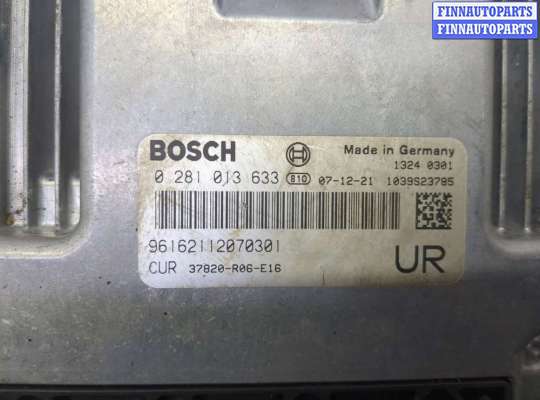 FINNAUTOPARTS
FINNAUTOPARTS
BOSCH
Made in Germany
1324 0301
0 281 013 633 810 07-12-21 1039S23785
96162112070301
CUR 37820-R06-E16
UR